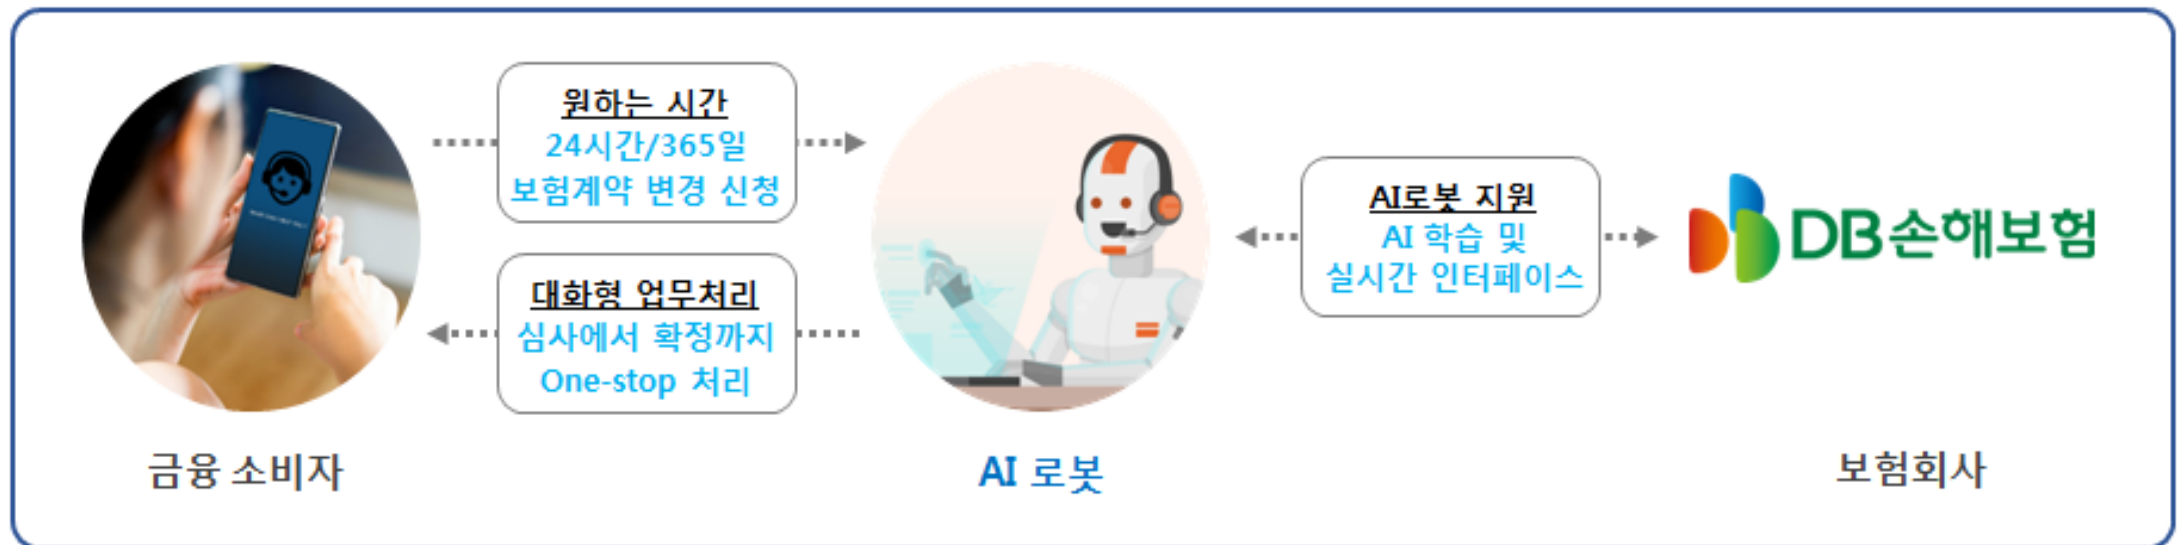 원하는 시간
24시간/365일
보험계약 변경 신청
대화형 업무처리
심사에서 확정까지
One-stop 처리
AI로봇 지원
AI 학습 및
실시간 인터페이스
DB손해보험
금융 소비자
AI 로봇
보험회사